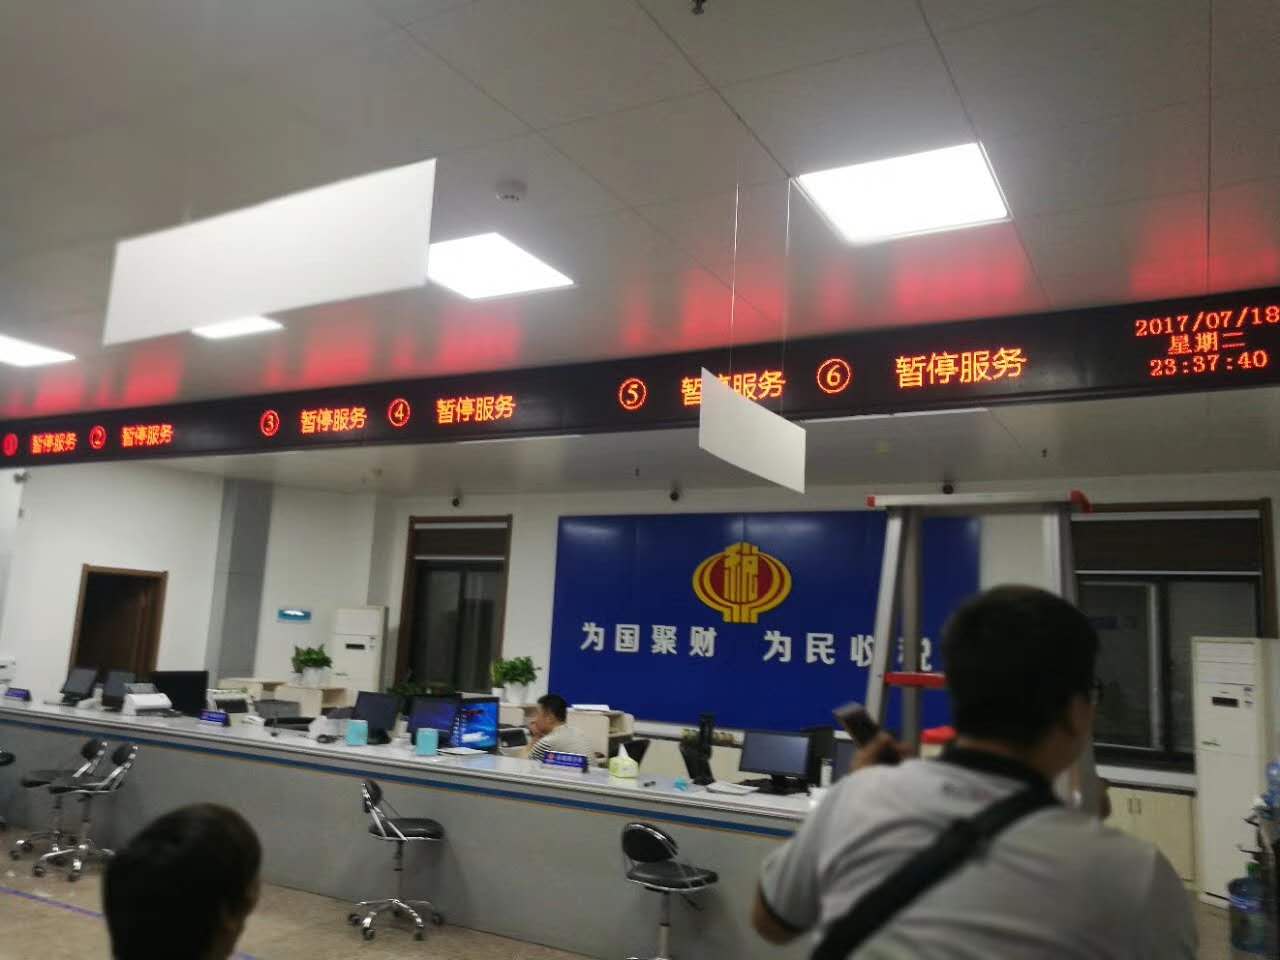 ① 暂停服务 ② 暂停服务 ③ 暂停服务 ④ 暂停服务 ⑤ 暂停服务 ⑥ 暂停服务
2017/07/18
星期二
23:37:40
税
为国聚财 为民收税